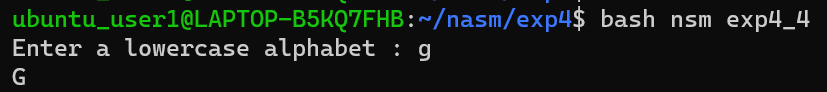 ubuntu_user1@LAPTOP-B5KQ7FHB:~/nasm/exp4$ bash nsm exp4_4
Enter a lowercase alphabet : g
G